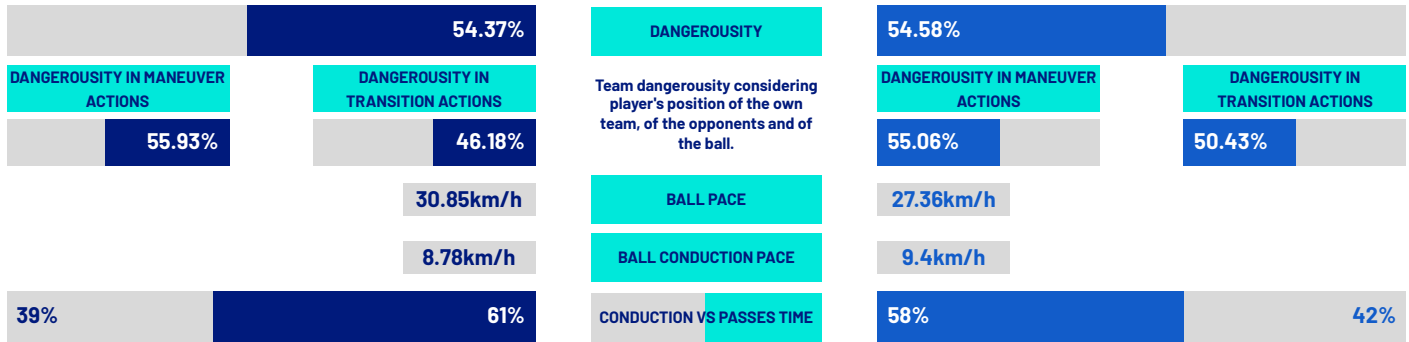 54.37%
DANGEROUSITY
54.58%
DANGEROUSITY IN MANEUVER
ACTIONS
DANGEROUSITY IN
TRANSITION ACTIONS
Team dangerousity considering
player's position of the own
team, of the opponents and of
the ball.
DANGEROUSITY IN MANEUVER
ACTIONS
DANGEROUSITY IN
TRANSITION ACTIONS
55.93%
46.18%
55.06%
50.43%
30.85km/h
BALL PACE
27.36km/h
8.78km/h
BALL CONDUCTION PACE
9.4km/h
39%
61%
CONDUCTION VS PASSES TIME
58%
42%